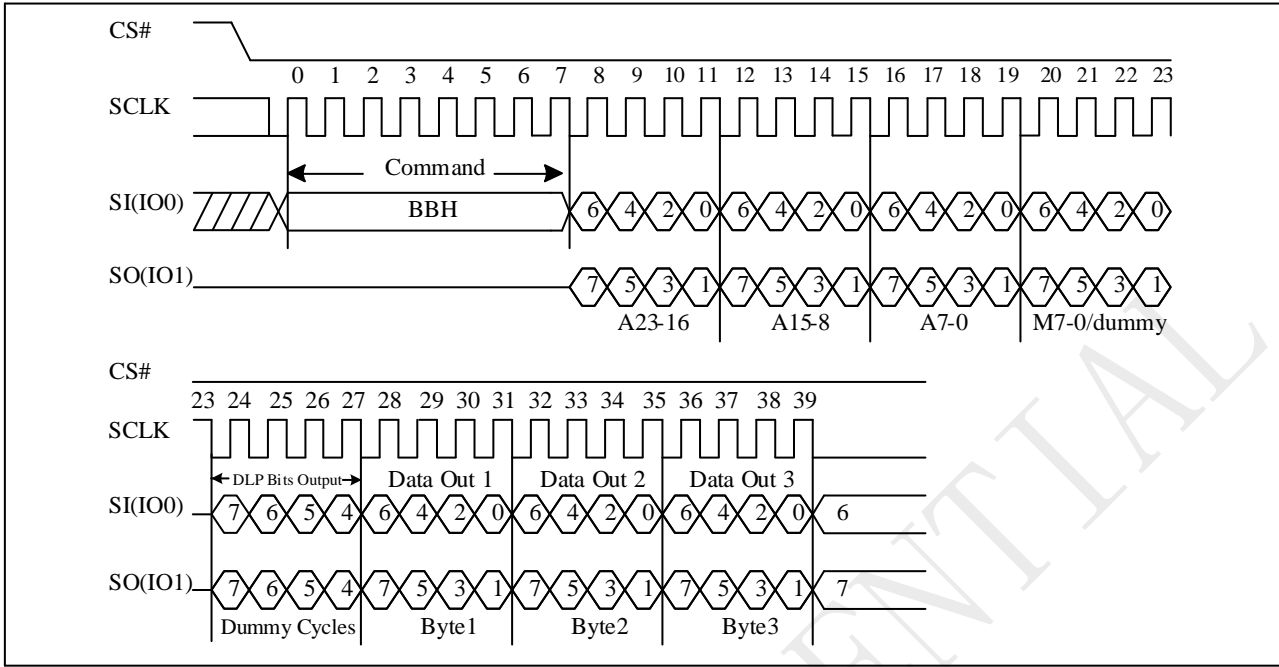 CS#
0 1 2 3 4 5 6 7 8 9 10 11 12 13 14 15 16 17 18 19 20 21 22 23
SCLK
Command
SI(IO0) BBH 6 4 2 0 6 4 2 0 6 4 2 0 6 4 2 0
SO(IO1) 7 5 3 1 7 5 3 1 7 5 3 1 7 5 3 1
A23-16 A15-8 A7-0 M7-0/dummy
CS#
23 24 25 26 27 28 29 30 31 32 33 34 35 36 37 38 39
SCLK
DLP Bits Output Data Out 1 Data Out 2 Data Out 3
SI(IO0) 7 6 5 4 6 4 2 0 6 4 2 0 6 4 2 0 6
SO(IO1) 7 6 5 4 7 5 3 1 7 5 3 1 7 5 3 1 7
Dummy Cycles Byte1 Byte2 Byte3
ENTIAL